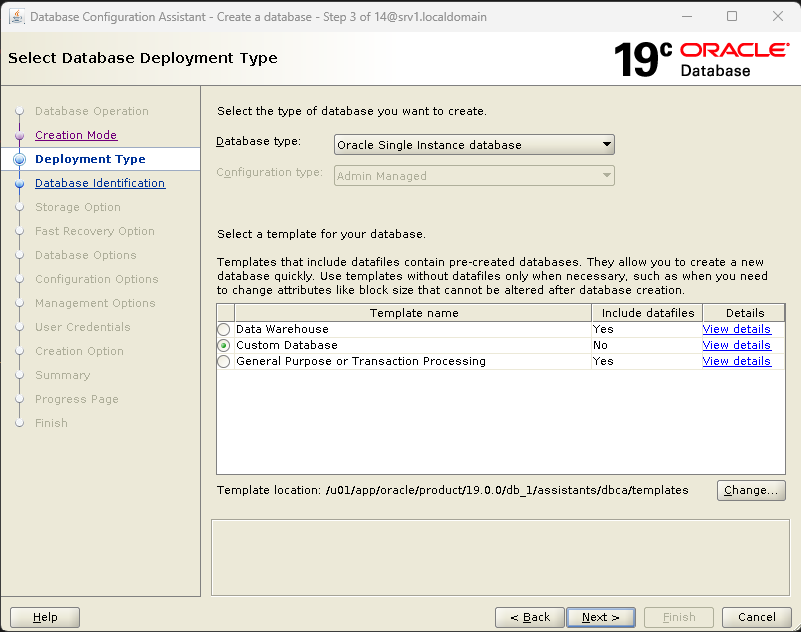 Database Configuration Assistant - Create a database - Step 3 of 14@srv1.localdomain
Select Database Deployment Type
19c ORACLE
Database
Database Operation
Creation Mode
Deployment Type
Database Identification
Storage Option
Fast Recovery Option
Database Options
Configuration Options
Management Options
User Credentials
Creation Option
Summary
Progress Page
Finish
Select the type of database you want to create.
Database type: Oracle Single Instance database
Configuration type: Admin Managed
Select a template for your database.
Templates that include datafiles contain pre-created databases. They allow you to create a new
database quickly. Use templates without datafiles only when necessary, such as when you need
to change attributes like block size that cannot be altered after database creation.
Template name Include datafiles Details
Data Warehouse Yes View details
Custom Database No View details
General Purpose or Transaction Processing Yes View details
Template location: /u01/app/oracle/product/19.0.0/db_1/assistants/dbca/templates Change...
Help < Back Next > Finish Cancel